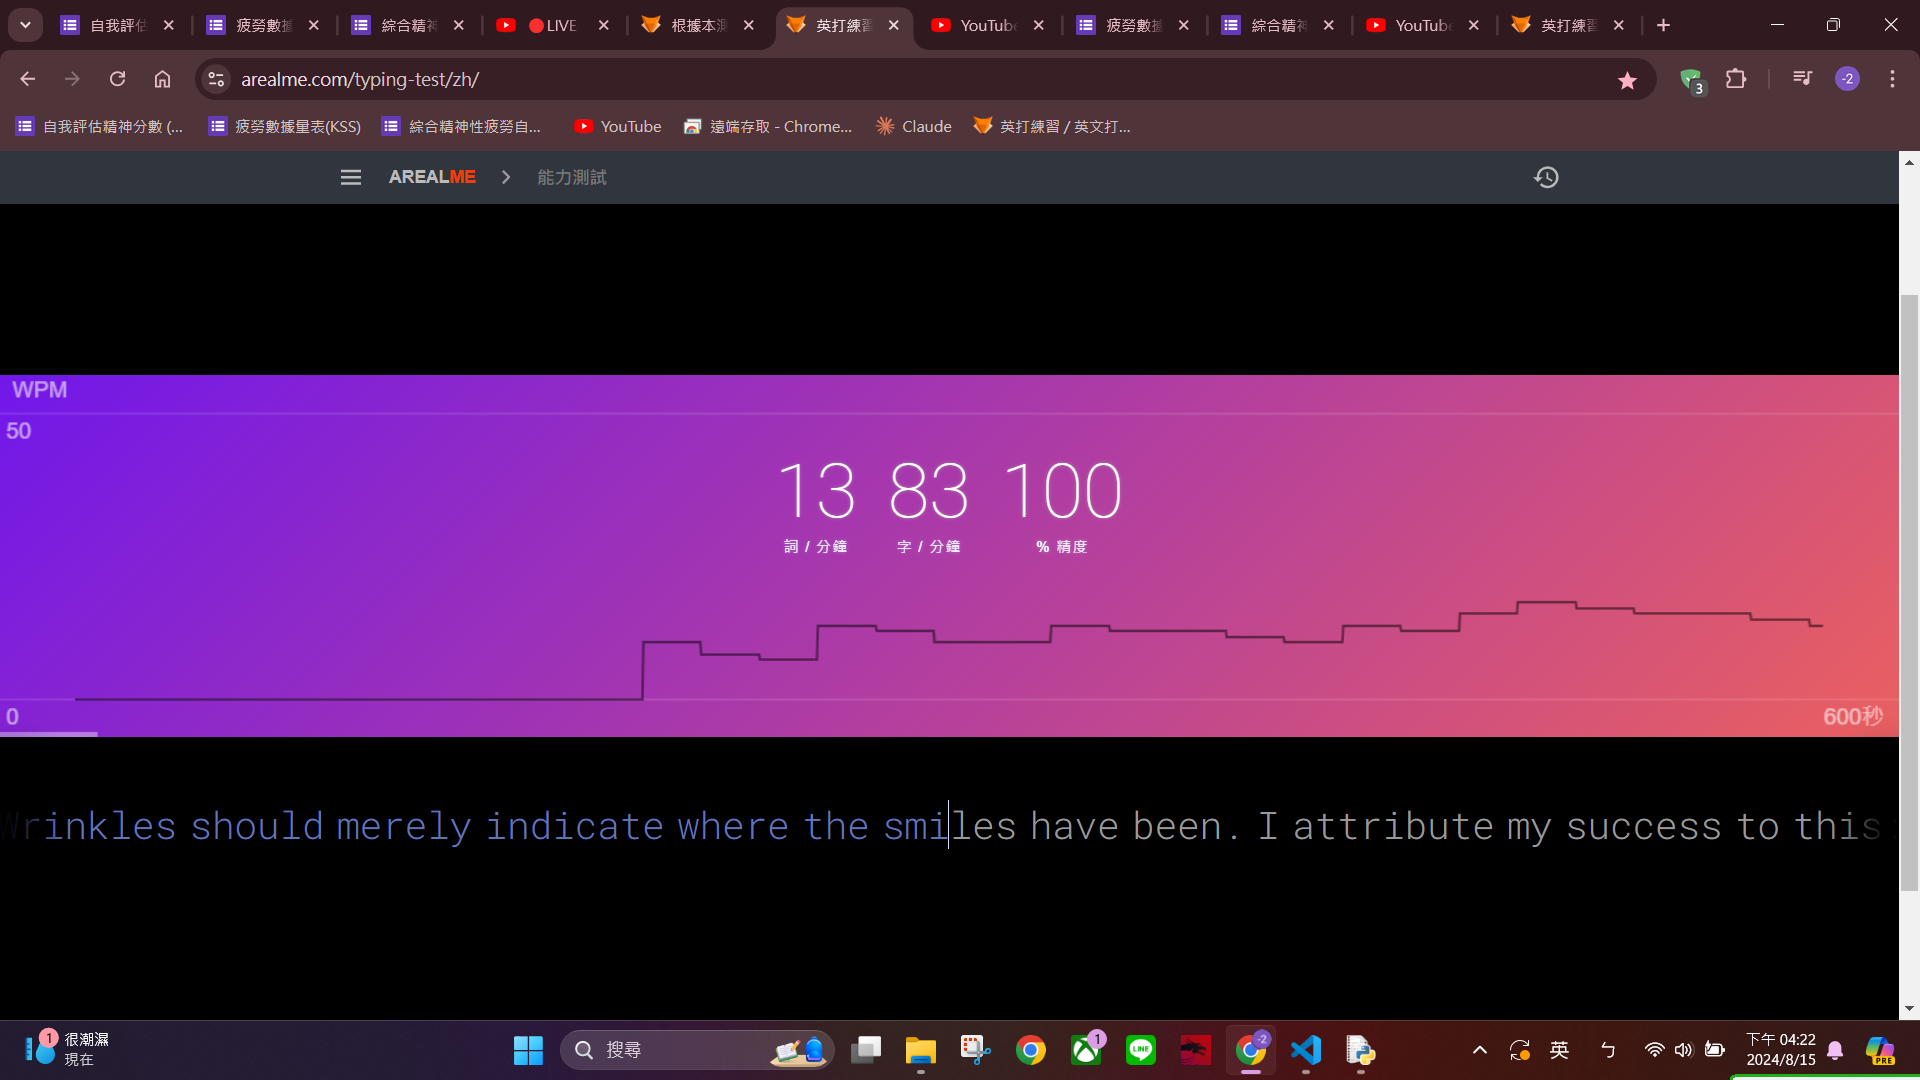 自我評估
疲勞數據
綜合精神
LIVE
根據本測
英打練習
YouTube
疲勞數據
綜合精神
YouTube
英打練習
arealme.com/typing-test/zh/
3
-2
自我評估精神分數 (...
疲勞數據量表(KSS)
綜合精神性疲勞自...
YouTube
遠端存取 - Chrome...
Claude
英打練習 / 英文打...
AREALME
能力測試
WPM
50
13 83 100
詞 / 分鐘 字 / 分鐘 % 精度
0
600秒
Wrinkles should merely indicate where the smiles have been. I attribute my success to this
1
很潮濕
現在
搜尋
1
LINE
-2
英
ㄅ
下午 04:22
2024/8/15
PRE